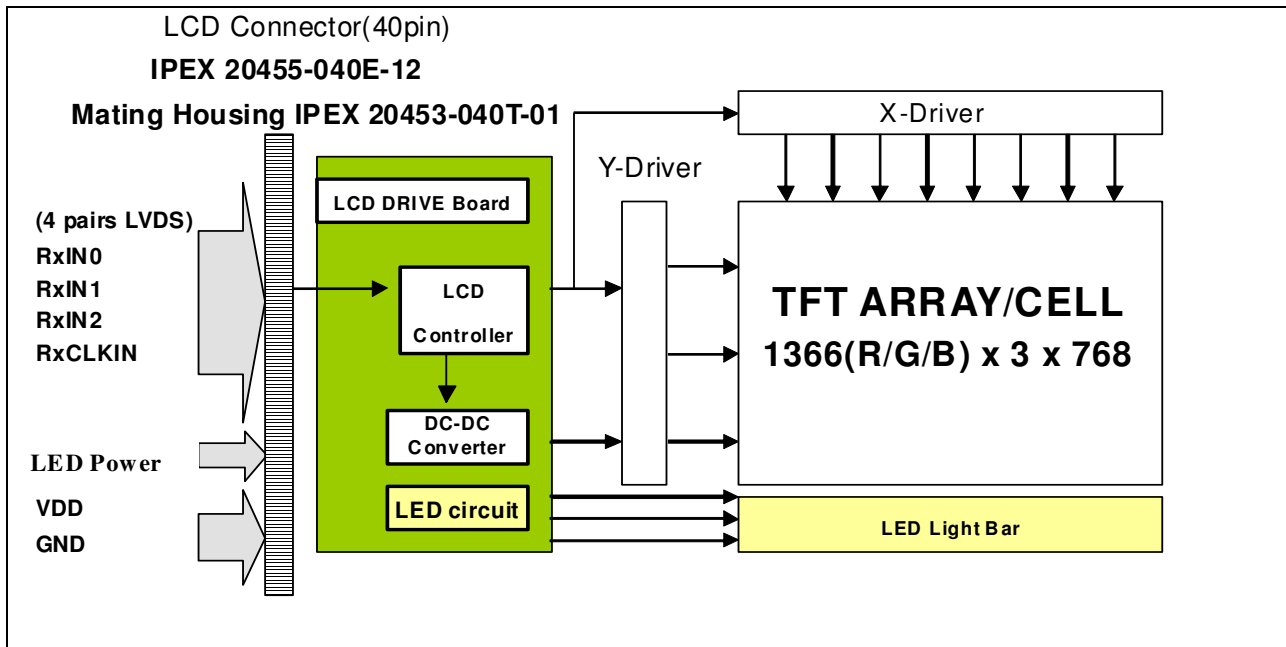 LCD Connector(40pin)
IPEX 20455-040E-12
Mating Housing IPEX 20453-040T-01
X-Driver
Y-Driver
LCD DRIVE Board
(4 pairs LVDS)
RxIN0
RxIN1
RxIN2
RxCLKIN
LCD
Controller
TFT ARRAY/CELL
1366(R/G/B) x 3 x 768
DC-DC
Converter
LED Power
VDD
GND
LED circuit
LED Light Bar